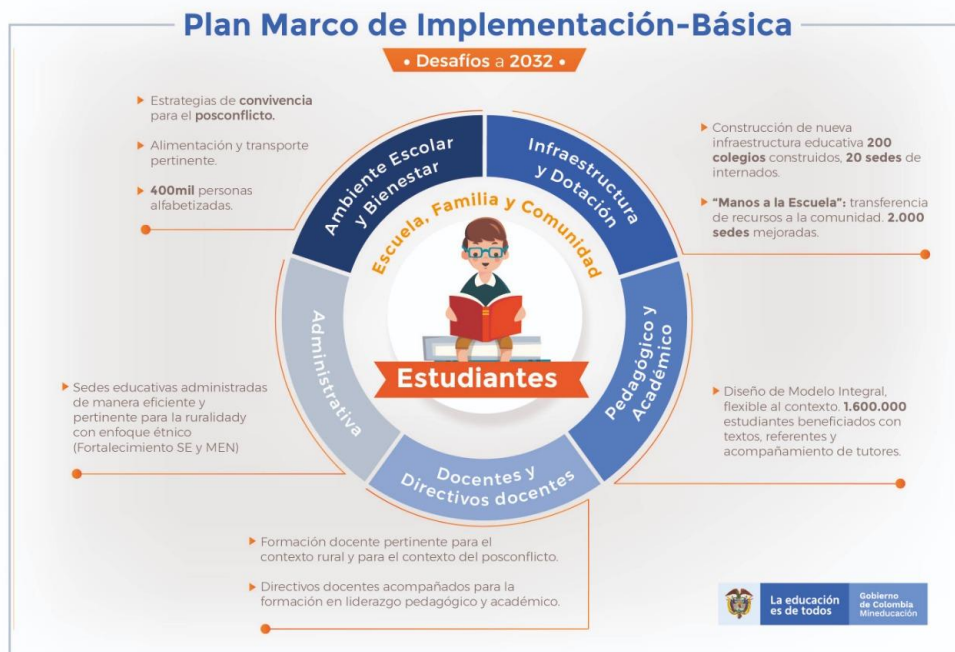 Plan Marco de Implementación-Básica
• Desafíos a 2032 •
Estrategias de convivencia
para el posconflicto.
Alimentación y transporte
pertinente.
400mil personas
alfabetizadas.
Ambiente Escolar
y Bienestar
Infraestructura
y Dotación
Construcción de nueva
infraestructura educativa 200
colegios construidos, 20 sedes de
internados.
"Manos a la Escuela": transferencia
de recursos a la comunidad. 2.000
sedes mejoradas.
Escuela, Familia y Comunidad
Estudiantes
Administrativa
Pedagógico y
Académico
Sedes educativas administradas
de manera eficiente y
pertinente para la ruralidady
con enfoque étnico
(Fortalecimiento SE y MEN)
Diseño de Modelo Integral,
flexible al contexto. 1.600.000
estudiantes beneficiados con
textos, referentes y
acompañamiento de tutores.
Docentes y
Directivos docentes
Formación docente pertinente para el
contexto rural y para el contexto del posconflicto.
Directivos docentes acompañados para la
formación en liderazgo pedagógico y académico.
La educación
es de todos
Gobierno
de Colombia
Mineducación